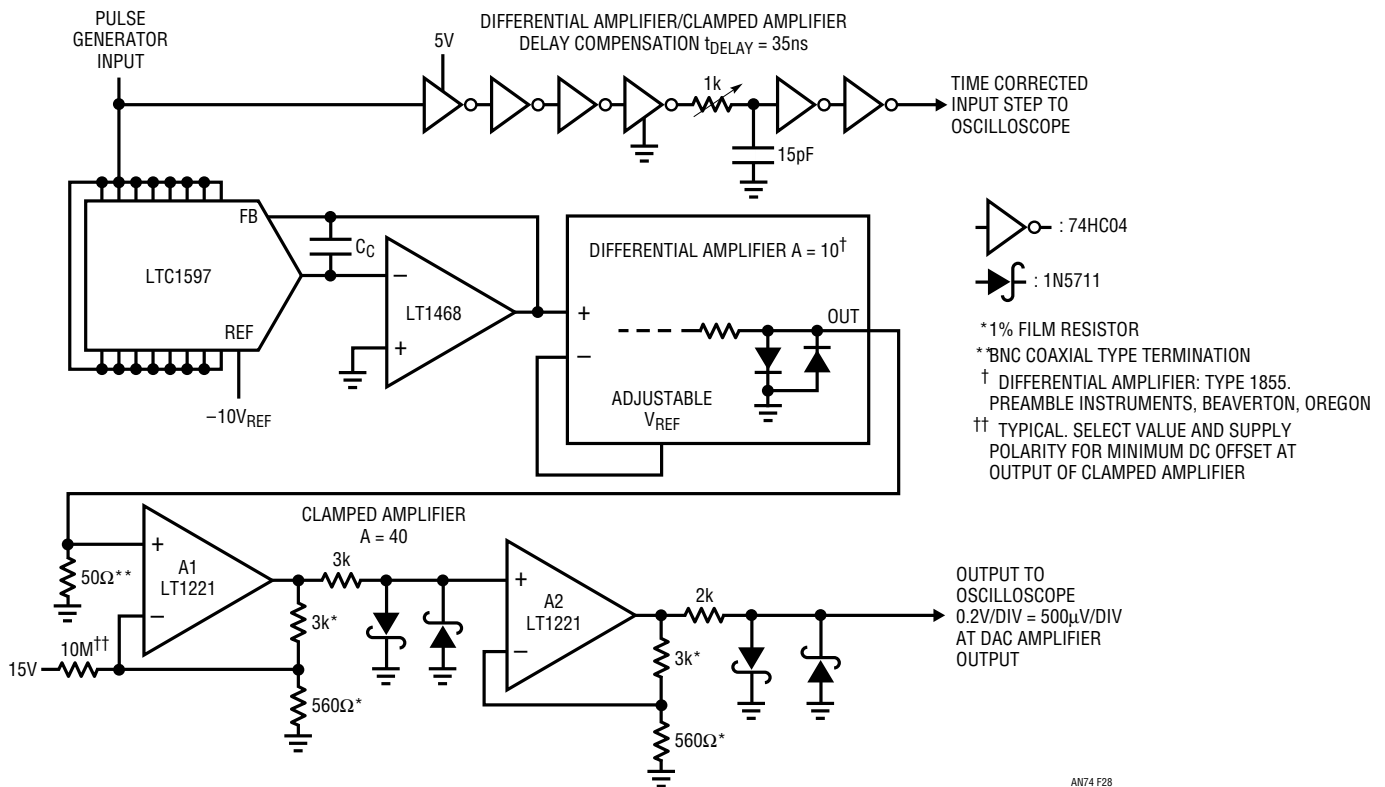 PULSE
GENERATOR
INPUT
DIFFERENTIAL AMPLIFIER/CLAMPED AMPLIFIER
DELAY COMPENSATION tDELAY = 35ns
5V
1k
15pF
TIME CORRECTED
INPUT STEP TO
OSCILLOSCOPE
FB
LTC1597
REF
–10VREF
CC
–
+
LT1468
DIFFERENTIAL AMPLIFIER A = 10†
+
–
OUT
ADJUSTABLE
VREF
: 74HC04
: 1N5711
*1% FILM RESISTOR
**BNC COAXIAL TYPE TERMINATION
† DIFFERENTIAL AMPLIFIER: TYPE 1855.
PREAMBLE INSTRUMENTS, BEAVERTON, OREGON
†† TYPICAL. SELECT VALUE AND SUPPLY
POLARITY FOR MINIMUM DC OFFSET AT
OUTPUT OF CLAMPED AMPLIFIER
CLAMPED AMPLIFIER
A = 40
50Ω**
+
–
A1
LT1221
15V
10M††
3k
3k*
560Ω*
+
–
A2
LT1221
2k
3k*
560Ω*
OUTPUT TO
OSCILLOSCOPE
0.2V/DIV = 500µV/DIV
AT DAC AMPLIFIER
OUTPUT
AN74 F28